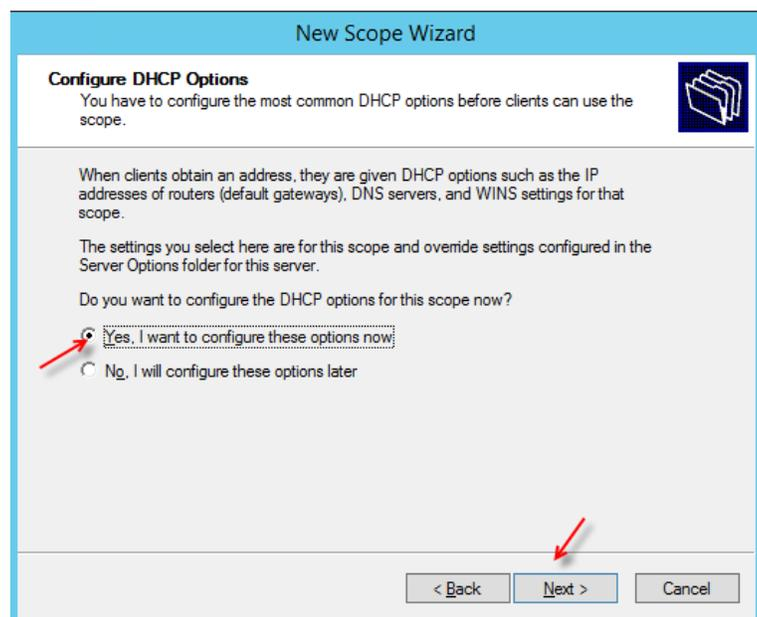 New Scope Wizard
Configure DHCP Options
You have to configure the most common DHCP options before clients can use the
scope.
When clients obtain an address, they are given DHCP options such as the IP
addresses of routers (default gateways), DNS servers, and WINS settings for that
scope.
The settings you select here are for this scope and override settings configured in the
Server Options folder for this server.
Do you want to configure the DHCP options for this scope now?
Yes, I want to configure these options now
No, I will configure these options later
< Back Next > Cancel